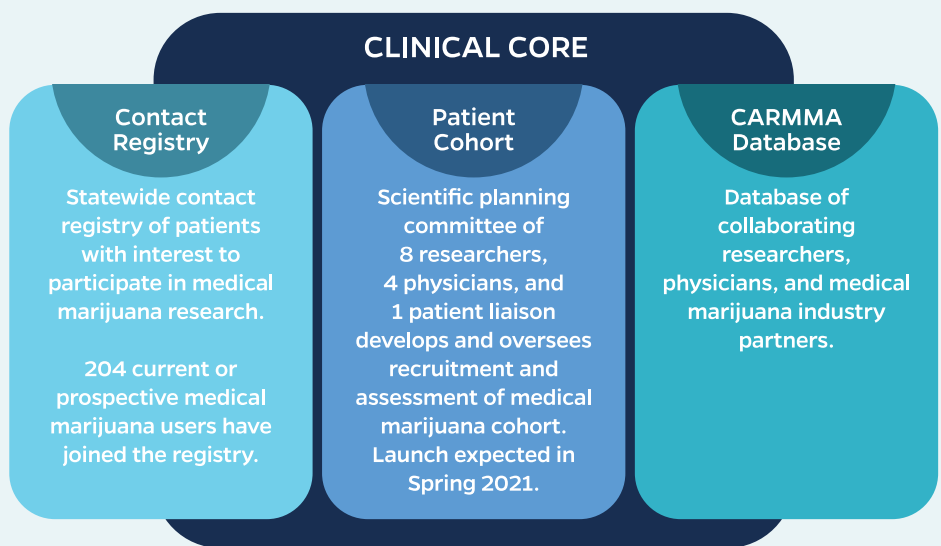 CLINICAL CORE
Contact
Registry
Statewide contact
registry of patients
with interest to
participate in medical
marijuana research.
204 current or
prospective medical
marijuana users have
joined the registry.
Patient
Cohort
Scientific planning
committee of
8 researchers,
4 physicians, and
1 patient liaison
develops and oversees
recruitment and
assessment of medical
marijuana cohort.
Launch expected in
Spring 2021.
CARMMA
Database
Database of
collaborating
researchers,
physicians, and medical
marijuana industry
partners.